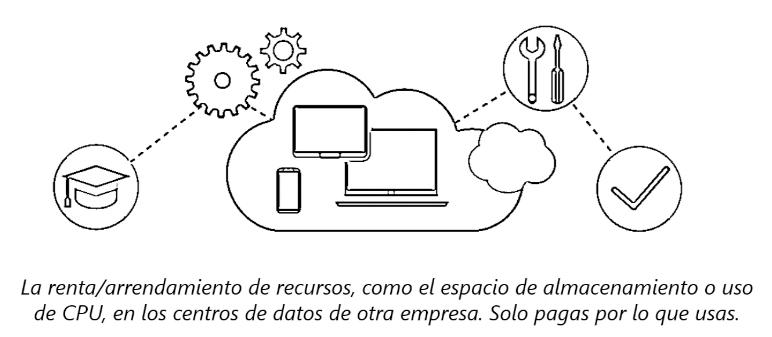 La renta/arrendamiento de recursos, como el espacio de almacenamiento o uso
de CPU, en los centros de datos de otra empresa. Solo pagas por lo que usas.